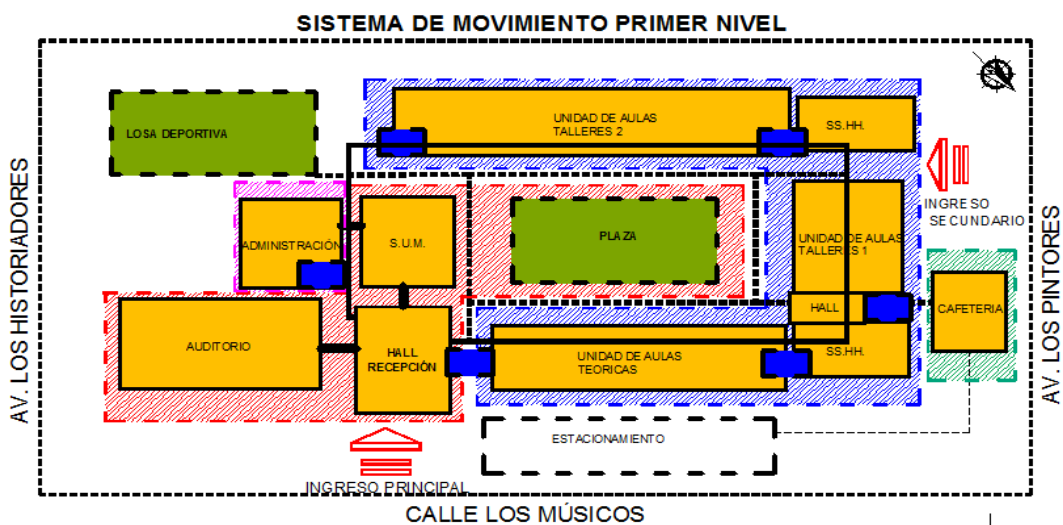 SISTEMA DE MOVIMIENTO PRIMER NIVEL
LOSA DEPORTIVA
UNIDAD DE AULAS
TALLERES 2
SS.HH.
INGRESO
SECUNDARIO
ADMINISTRACIÓN
S.U.M.
PLAZA
UNIDAD DE AULAS
TALLERES 1
HALL
CAFETERIA
AUDITORIO
HALL
RECEPCIÓN
UNIDAD DE AULAS
TEORICAS
SS.HH.
ESTACIONAMIENTO
INGRESO PRINCIPAL
AV. LOS HISTORIADORES
AV. LOS PINTORES
CALLE LOS MÚSICOS